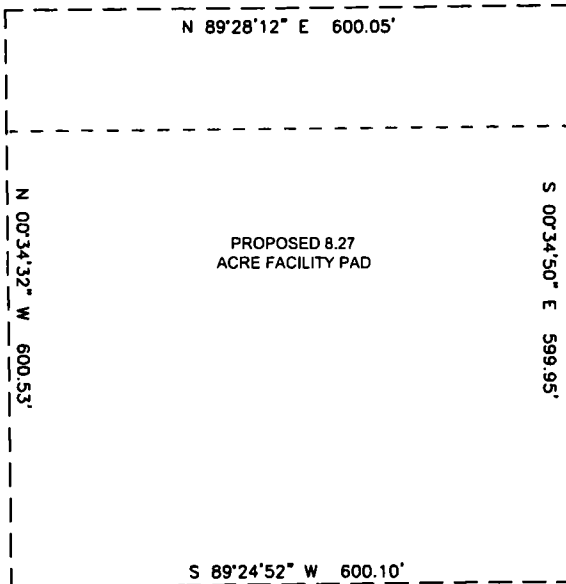 N 89°28'12" E 600.05'
N 00°34'32" W 600.53'
S 00°34'50" E 599.95'
PROPOSED 8.27
ACRE FACILITY PAD
S 89°24'52" W 600.10'